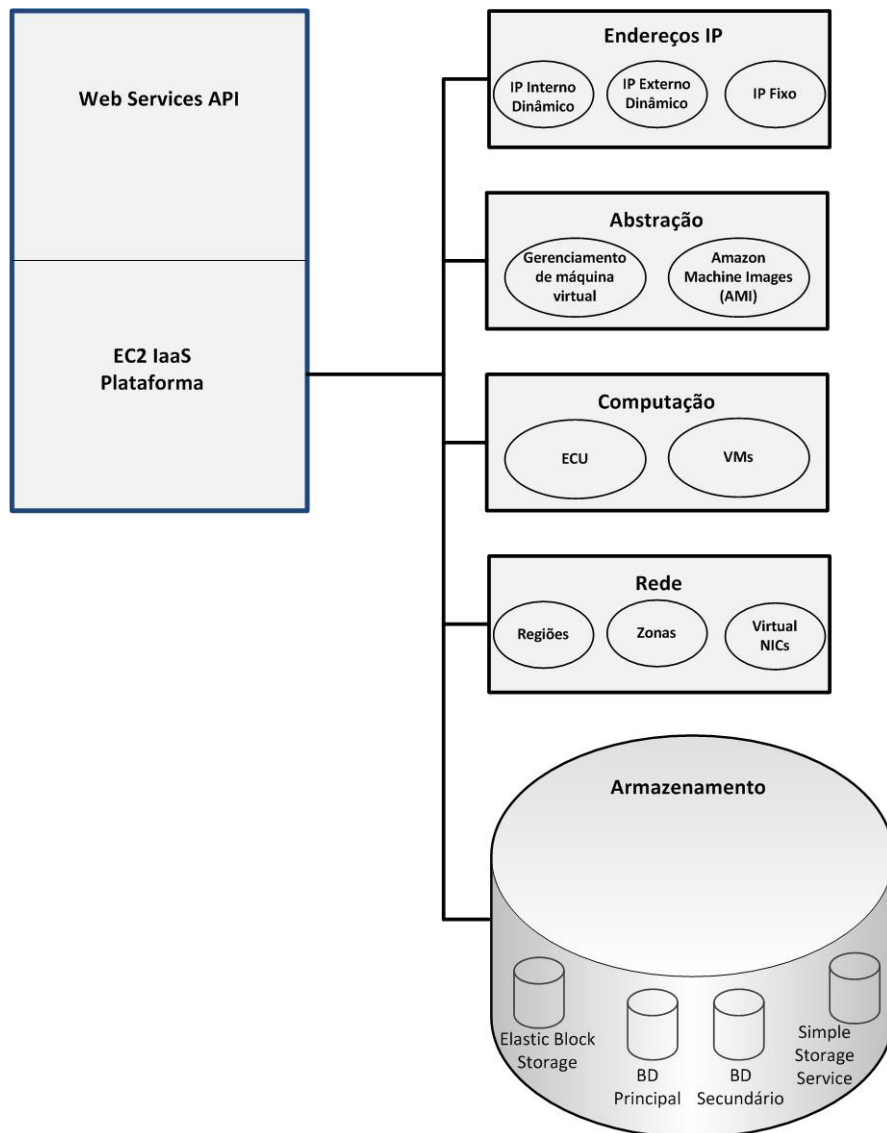 Web Services API
EC2 IaaS
Plataforma
Endereços IP
IP Interno
Dinâmico
IP Externo
Dinâmico
IP Fixo
Abstração
Gerenciamento
de máquina
virtual
Amazon
Machine Images
(AMI)
Computação
ECU
VMs
Rede
Regiões
Zonas
Virtual
NICs
Armazenamento
Elastic Block
Storage
BD
Principal
BD
Secundário
Simple
Storage
Service